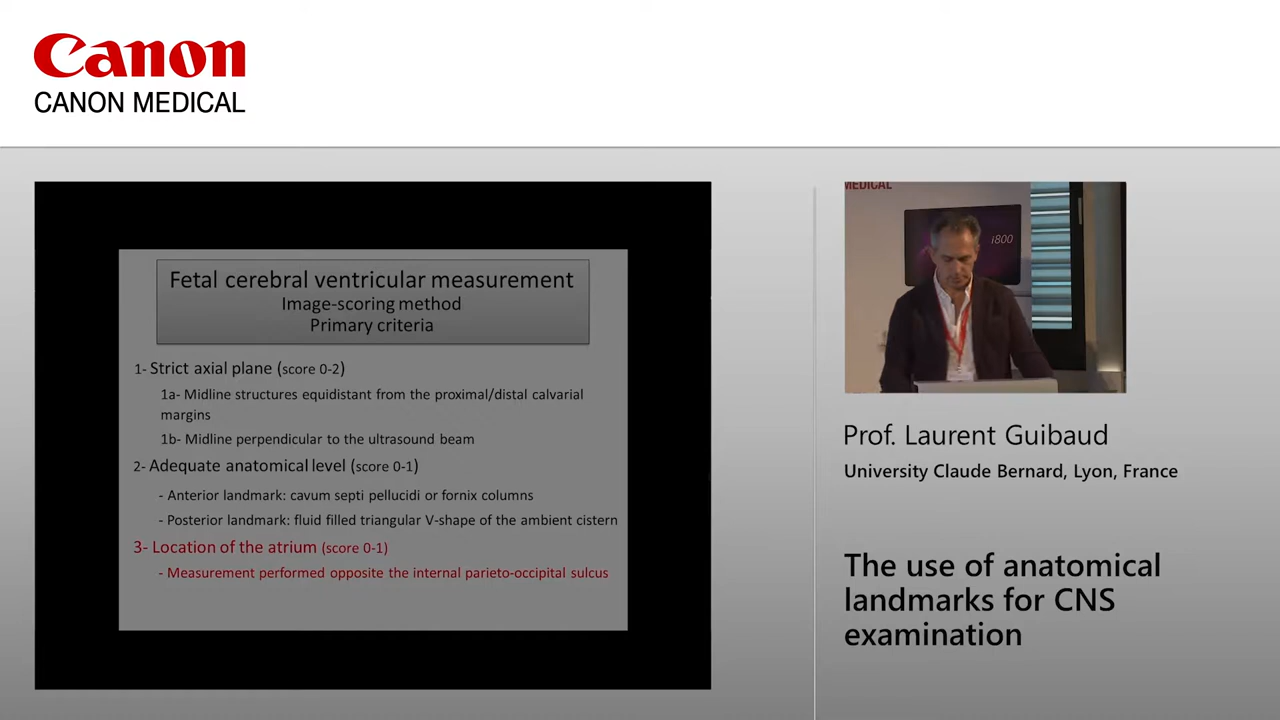 Canon
CANON MEDICAL
Fetal cerebral ventricular measurement
Image-scoring method
Primary criteria
1- Strict axial plane (score 0-2)
1a- Midline structures equidistant from the proximal/distal calvarial
margins
1b- Midline perpendicular to the ultrasound beam
2- Adequate anatomical level (score 0-1)
- Anterior landmark: cavum septi pellucidi or fornix columns
- Posterior landmark: fluid filled triangular V-shape of the ambient cistern
3- Location of the atrium (score 0-1)
- Measurement performed opposite the internal parieto-occipital sulcus
MEDICAL
i800
Prof. Laurent Guibaud
University Claude Bernard, Lyon, France
The use of anatomical
landmarks for CNS
examination